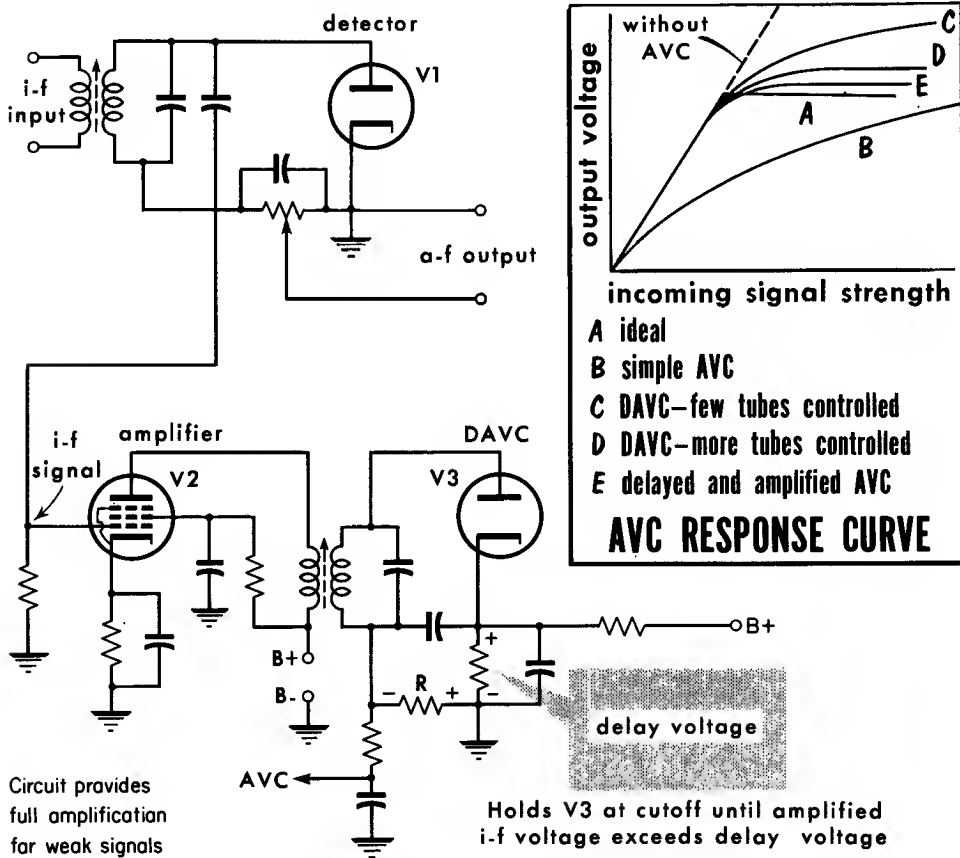 detector
V1
i-f
input
a-f output
i-f
signal
amplifier
V2
DAVC
V3
B+
B-
R
-
+
+
-
B+
delay voltage
AVC
Circuit provides
full amplification
for weak signals
Holds V3 at cutoff until amplified
i-f voltage exceeds delay voltage
output voltage
without
AVC
C
D
E
A
B
incoming signal strength
A ideal
B simple AVC
C DAVC-few tubes controlled
D DAVC-more tubes controlled
E delayed and amplified AVC
AVC RESPONSE CURVE